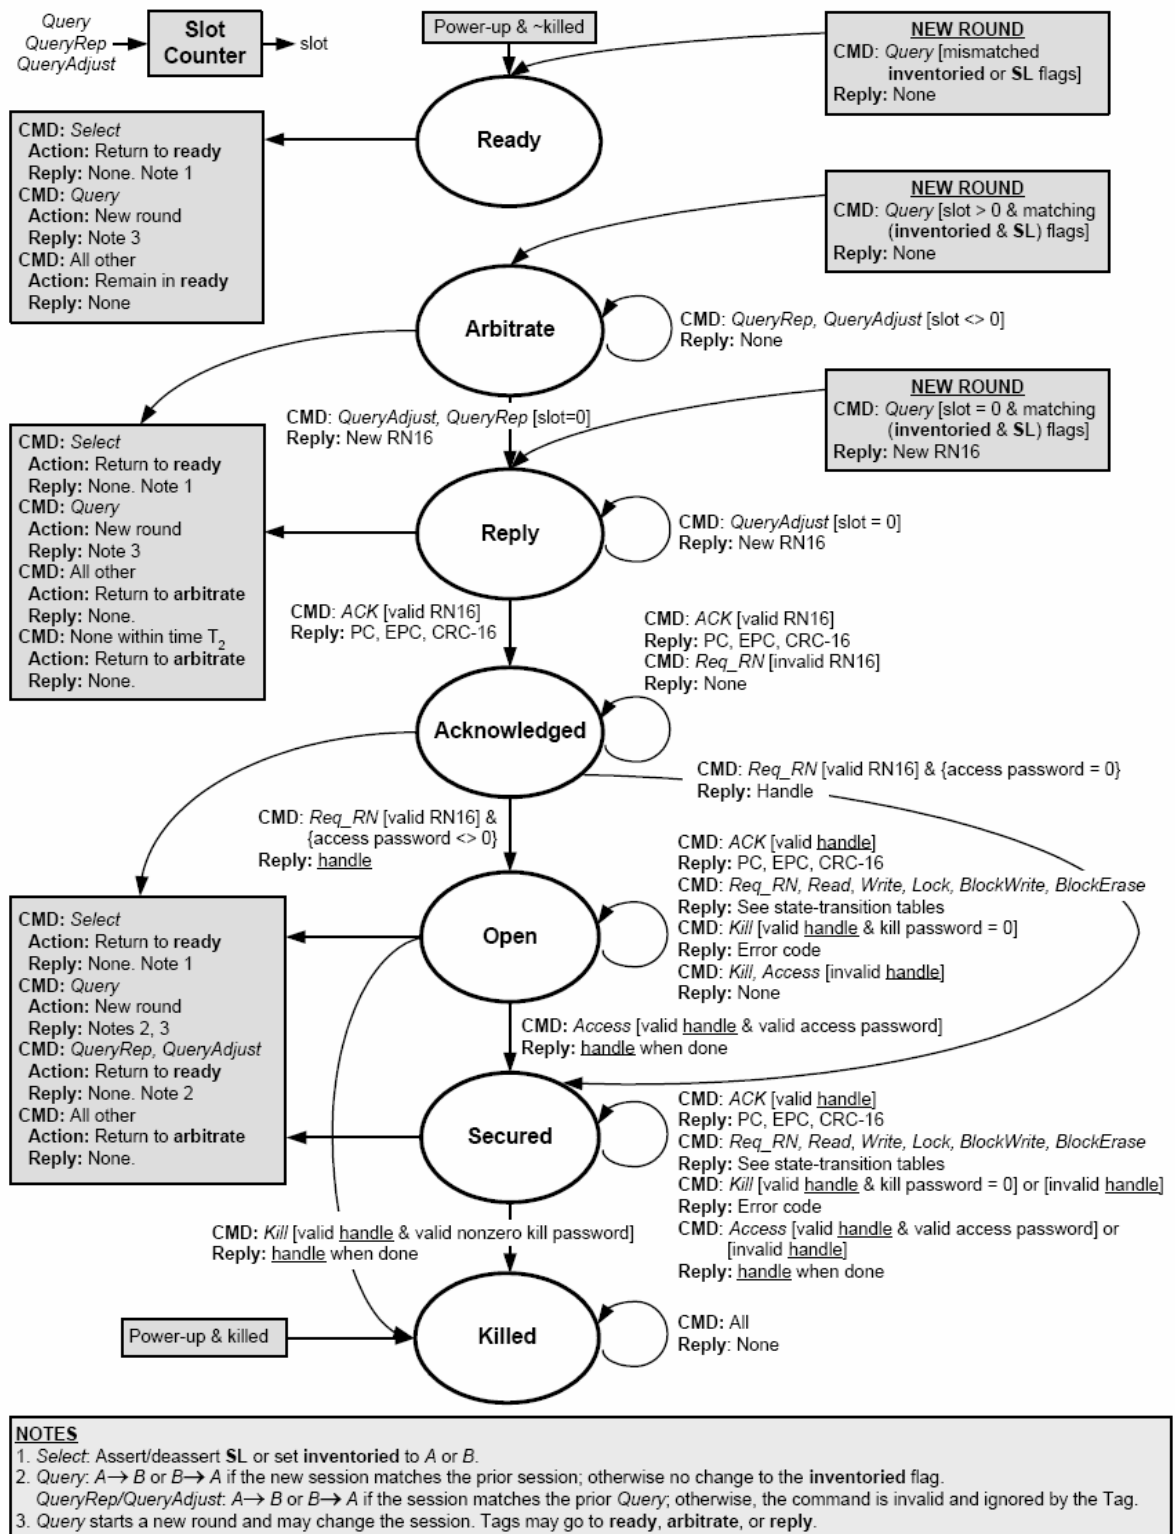 Query
QueryRep
QueryAdjust
Slot
Counter
slot
Power-up & ~killed
NEW ROUND
CMD: Query [mismatched
inventoried or SL flags]
Reply: None
Ready
CMD: Select
Action: Return to ready
Reply: None. Note 1
CMD: Query
Action: New round
Reply: Note 3
CMD: All other
Action: Remain in ready
Reply: None
NEW ROUND
CMD: Query [slot > 0 & matching
(inventoried & SL) flags]
Reply: None
Arbitrate
CMD: QueryRep, QueryAdjust [slot <> 0]
Reply: None
NEW ROUND
CMD: Query [slot = 0 & matching
(inventoried & SL) flags]
Reply: New RN16
CMD: QueryAdjust, QueryRep [slot=0]
Reply: New RN16
CMD: Select
Action: Return to ready
Reply: None. Note 1
CMD: Query
Action: New round
Reply: Note 3
CMD: All other
Action: Return to arbitrate
Reply: None.
CMD: None within time T2
Action: Return to arbitrate
Reply: None.
Reply
CMD: QueryAdjust [slot = 0]
Reply: New RN16
CMD: ACK [valid RN16]
Reply: PC, EPC, CRC-16
CMD: ACK [valid RN16]
Reply: PC, EPC, CRC-16
CMD: Req_RN [invalid RN16]
Reply: None
Acknowledged
CMD: Req_RN [valid RN16] & {access password = 0}
Reply: Handle
CMD: Req_RN [valid RN16] &
{access password <> 0}
Reply: handle
CMD: ACK [valid handle]
Reply: PC, EPC, CRC-16
CMD: Req_RN, Read, Write, Lock, BlockWrite, BlockErase
Reply: See state-transition tables
CMD: Kill [valid handle & kill password = 0]
Reply: Error code
CMD: Kill, Access [invalid handle]
Reply: None
Open
CMD: Select
Action: Return to ready
Reply: None. Note 1
CMD: Query
Action: New round
Reply: Notes 2, 3
CMD: QueryRep, QueryAdjust
Action: Return to ready
Reply: None. Note 2
CMD: All other
Action: Return to arbitrate
Reply: None.
CMD: Access [valid handle & valid access password]
Reply: handle when done
Secured
CMD: ACK [valid handle]
Reply: PC, EPC, CRC-16
CMD: Req_RN, Read, Write, Lock, BlockWrite, BlockErase
Reply: See state-transition tables
CMD: Kill [valid handle & kill password = 0] or [invalid handle]
Reply: Error code
CMD: Access [valid handle & valid access password] or
[invalid handle]
Reply: handle when done
CMD: Kill [valid handle & valid nonzero kill password]
Reply: handle when done
Power-up & killed
Killed
CMD: All
Reply: None
NOTES
1. Select: Assert/deassert SL or set inventoried to A or B.
2. Query: A→ B or B→ A if the new session matches the prior session; otherwise no change to the inventoried flag.
QueryRep/QueryAdjust: A→ B or B→ A if the session matches the prior Query; otherwise, the command is invalid and ignored by the Tag.
3. Query starts a new round and may change the session. Tags may go to ready, arbitrate, or reply.